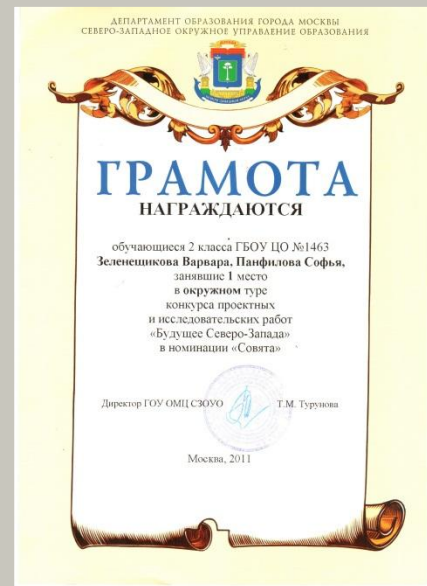 ДЕПАРТАМЕНТ ОБРАЗОВАНИЯ ГОРОДА МОСКВЫ
СЕВЕРО-ЗАПАДНОЕ ОКРУЖНОЕ УПРАВЛЕНИЕ ОБРАЗОВАНИЯ
ГРАМОТА
НАГРАЖДАЮТСЯ
обучающиеся 2 класса ГБОУ ЦО №1463
Зеленещикова Варвара, Панфилова Софья,
занявшие 1 место
в окружном туре
конкурса проектных
и исследовательских работ
«Будущее Северо-Запада»
в номинации «Совята»
Директор ГОУ ОМЦ СЗОУО Т.М. Турунова
Москва, 2011